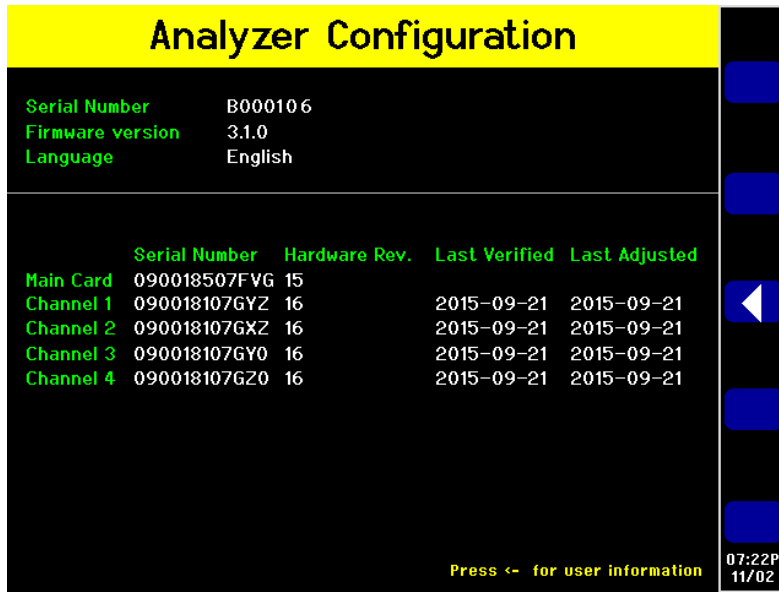 Analyzer Configuration
Serial Number B000106
Firmware version 3.1.0
Language English
Serial Number Hardware Rev. Last Verified Last Adjusted
Main Card 090018507FVG 15
Channel 1 090018107GYZ 16 2015-09-21 2015-09-21
Channel 2 090018107GXZ 16 2015-09-21 2015-09-21
Channel 3 090018107GY0 16 2015-09-21 2015-09-21
Channel 4 090018107GZ0 16 2015-09-21 2015-09-21
Press <- for user information
07:22P
11/02